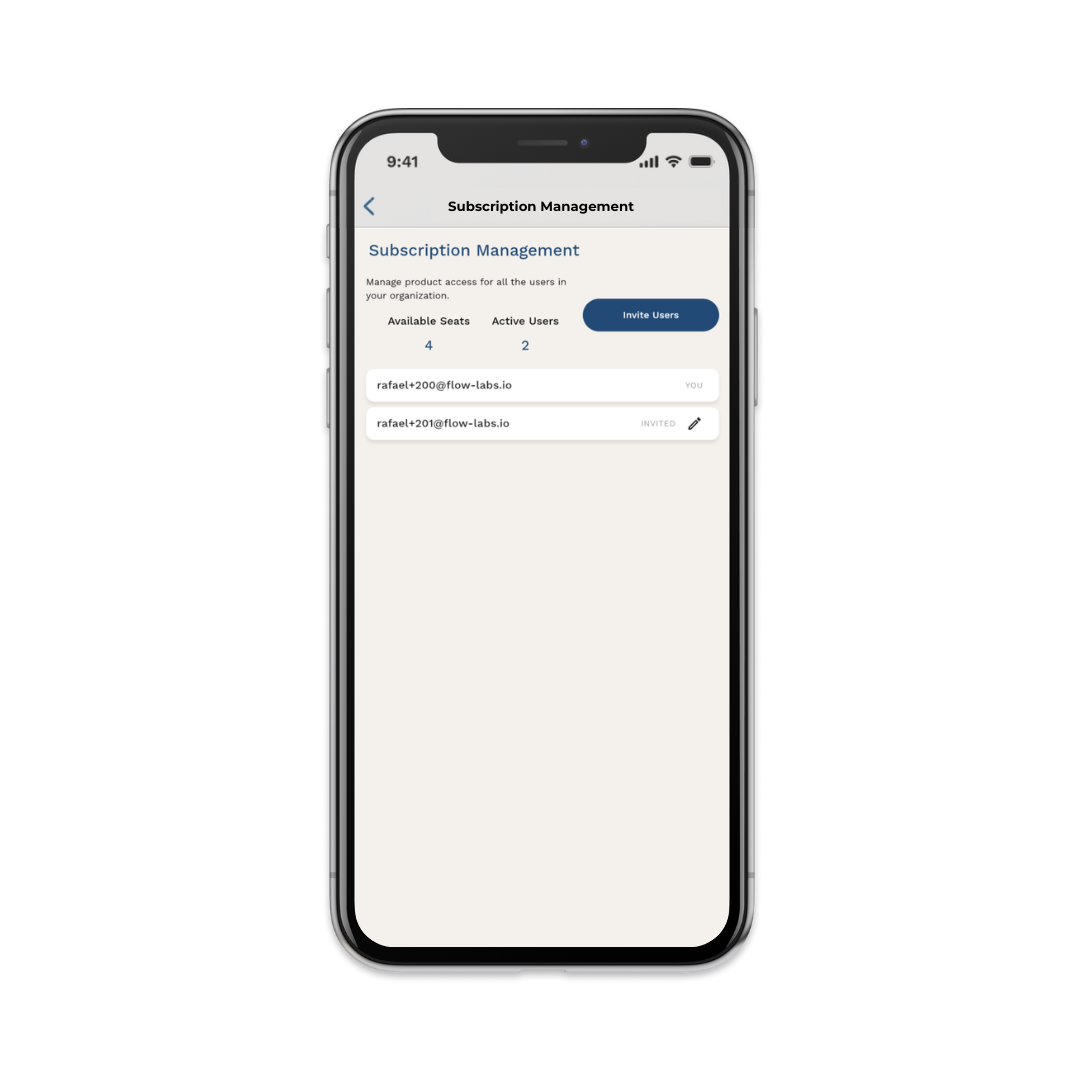 9:41
Subscription Management
Subscription Management
Manage product access for all the users in
your organization.
Invite Users
Available Seats Active Users
4 2
rafael+200@flow-labs.io YOU
rafael+201@flow-labs.io INVITED